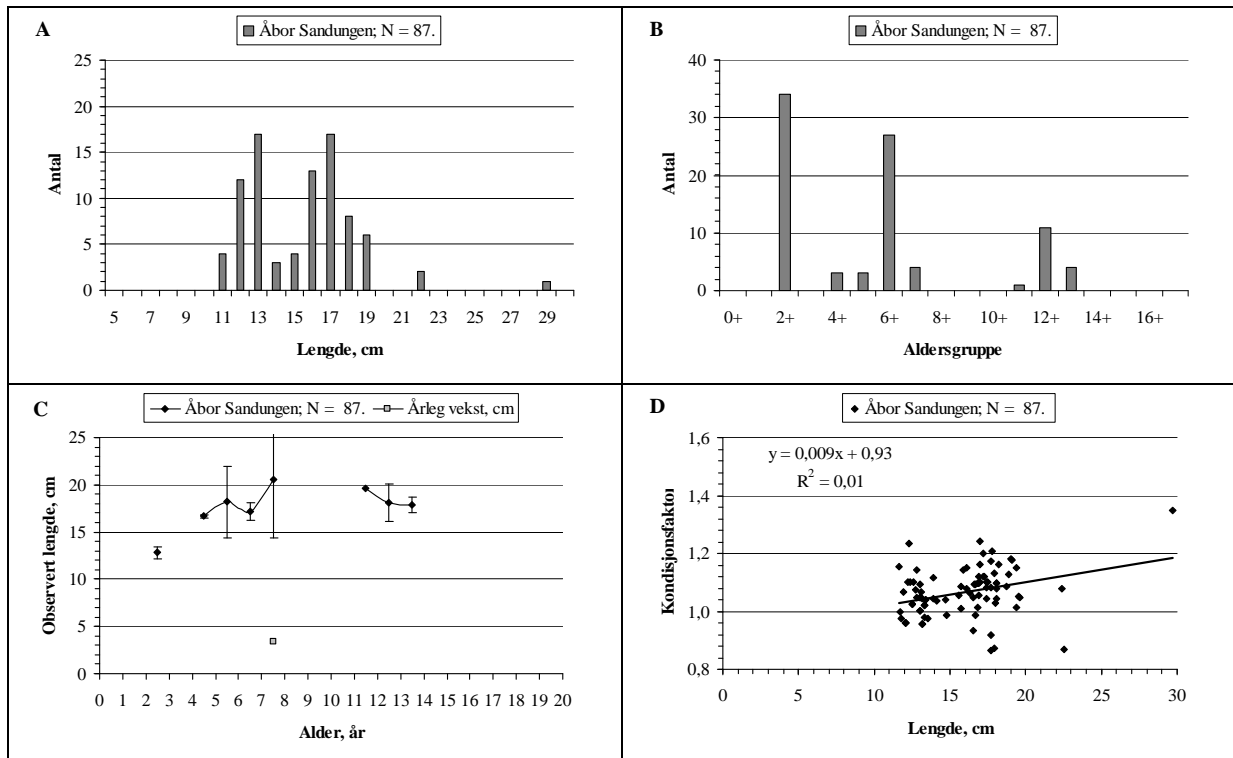 A
Åbor Sandungen; N = 87.
25
20
15
10
5
0
Antal
5 7 9 11 13 15 17 19 21 23 25 27 29
Lengde, cm
B
Åbor Sandungen; N = 87.
40
30
20
10
0
Antal
0+ 2+ 4+ 6+ 8+ 10+ 12+ 14+ 16+
Aldersgruppe
C
Åbor Sandungen; N = 87. Årleg vekst, cm
25
20
15
10
5
0
Observert lengde, cm
0 1 2 3 4 5 6 7 8 9 10 11 12 13 14 15 16 17 18 19 20
Alder, år
D
Åbor Sandungen; N = 87.
y = 0,009x + 0,93
R² = 0,01
1,6
1,4
1,2
1,0
0,8
Kondisjonsfaktor
5 10 15 20 25 30
Lengde, cm